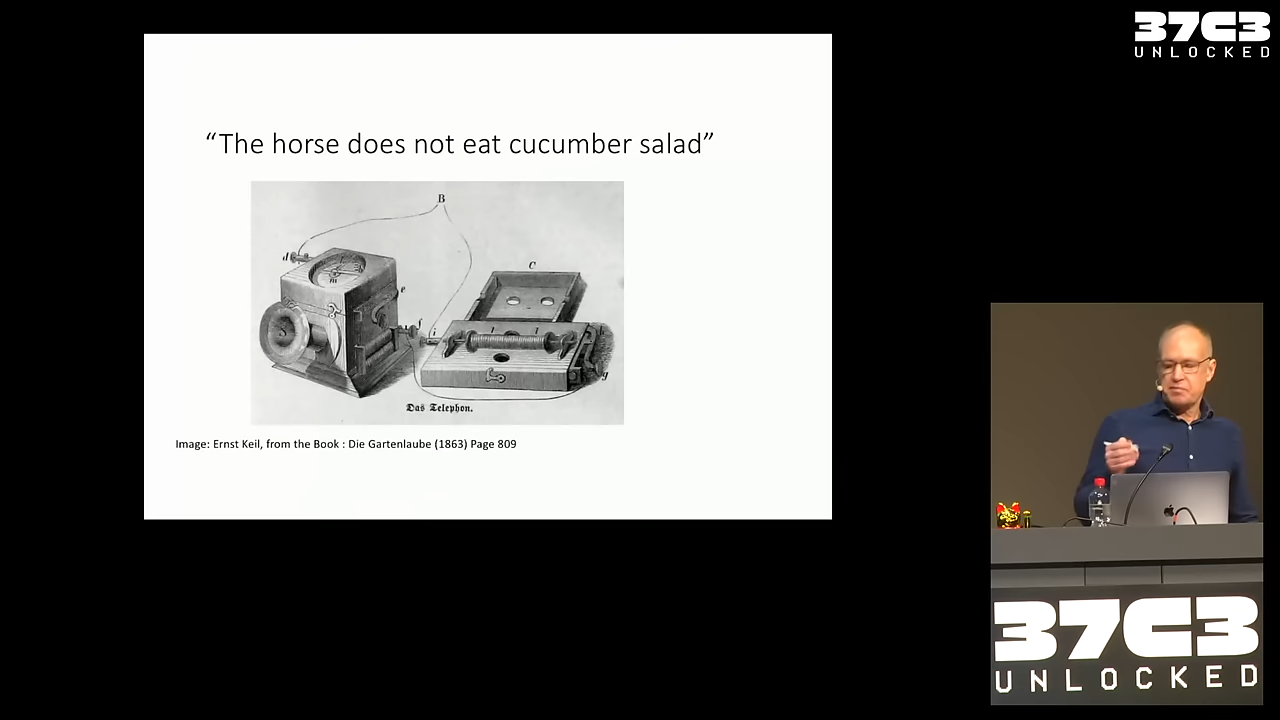 37C3
UNLOCKED
“The horse does not eat cucumber salad”
B
d
C
m
e
f
i
g
Das Telephon.
Image: Ernst Keil, from the Book : Die Gartenlaube (1863) Page 809
37C3
UNLOCKED